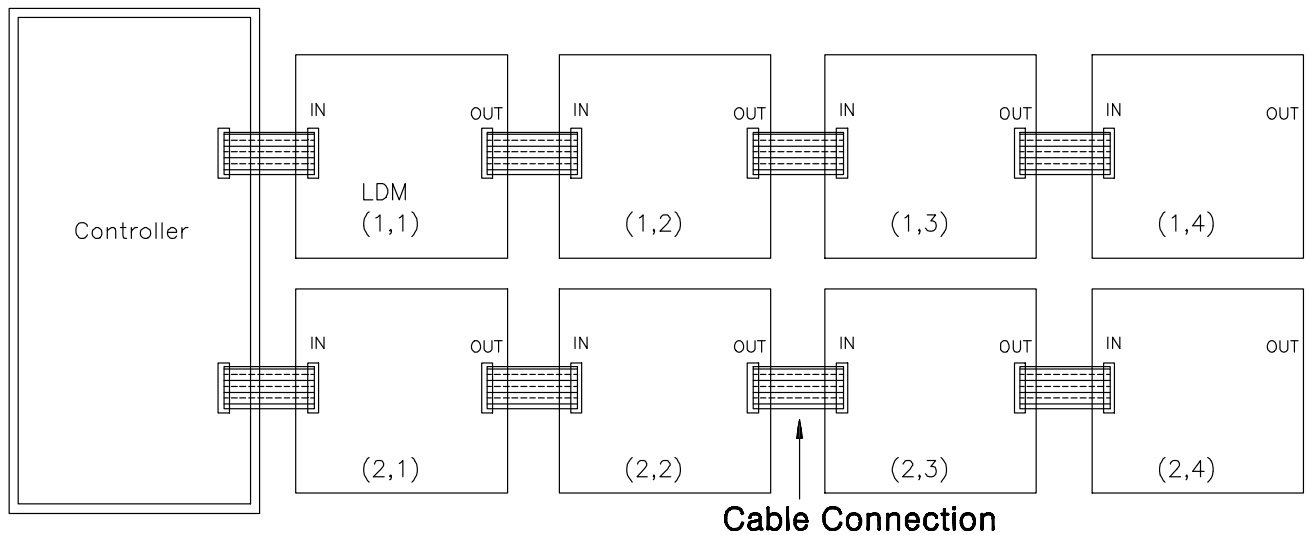 IN OUT IN OUT IN OUT IN OUT
LDM
Controller (1,1) (1,2) (1,3) (1,4)
IN OUT IN OUT IN OUT IN OUT
(2,1) (2,2) (2,3) (2,4)
Cable Connection